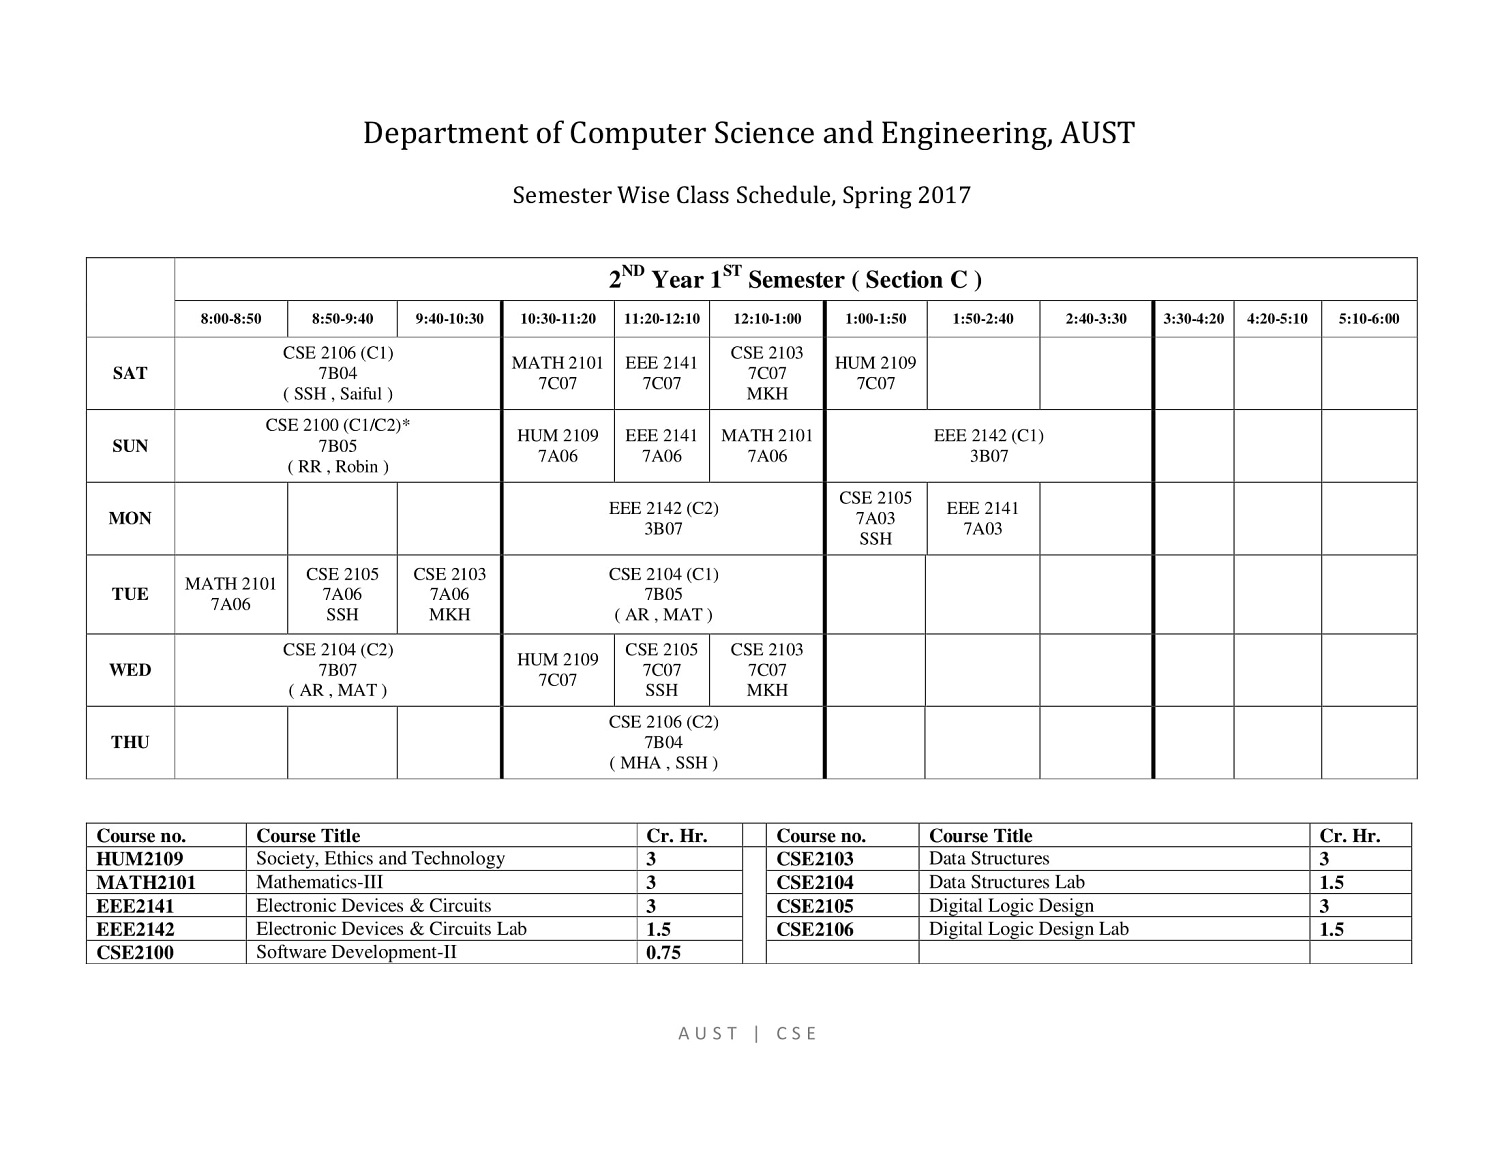 Department of Computer Science and Engineering, AUST
Semester Wise Class Schedule, Spring 2017
2ND Year 1ST Semester ( Section C )
8:00-8:50 8:50-9:40 9:40-10:30 10:30-11:20 11:20-12:10 12:10-1:00 1:00-1:50 1:50-2:40 2:40-3:30 3:30-4:20 4:20-5:10 5:10-6:00
SAT
CSE 2106 (C1)
7B04
( SSH , Saiful )
MATH 2101
7C07
EEE 2141
7C07
CSE 2103
7C07
MKH
HUM 2109
7C07
SUN
CSE 2100 (C1/C2)*
7B05
( RR , Robin )
HUM 2109
7A06
EEE 2141
7A06
MATH 2101
7A06
EEE 2142 (C1)
3B07
MON
EEE 2142 (C2)
3B07
CSE 2105
7A03
SSH
EEE 2141
7A03
TUE
MATH 2101
7A06
CSE 2105
7A06
SSH
CSE 2103
7A06
MKH
CSE 2104 (C1)
7B05
( AR , MAT )
WED
CSE 2104 (C2)
7B07
( AR , MAT )
HUM 2109
7C07
CSE 2105
7C07
SSH
CSE 2103
7C07
MKH
THU
CSE 2106 (C2)
7B04
( MHA , SSH )
Course no. Course Title Cr. Hr. Course no. Course Title Cr. Hr.
HUM2109 Society, Ethics and Technology 3 CSE2103 Data Structures 3
MATH2101 Mathematics-III 3 CSE2104 Data Structures Lab 1.5
EEE2141 Electronic Devices & Circuits 3 CSE2105 Digital Logic Design 3
EEE2142 Electronic Devices & Circuits Lab 1.5 CSE2106 Digital Logic Design Lab 1.5
CSE2100 Software Development-II 0.75
AUST | CSE